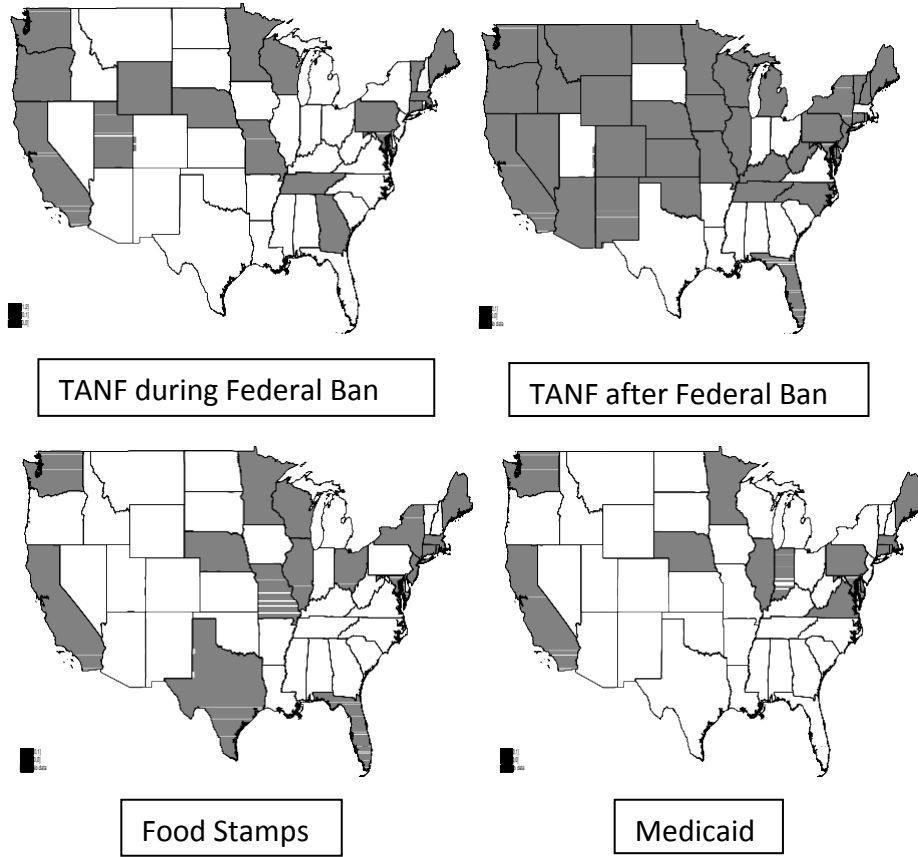 TANF during Federal Ban
TANF after Federal Ban
Food Stamps
Medicaid